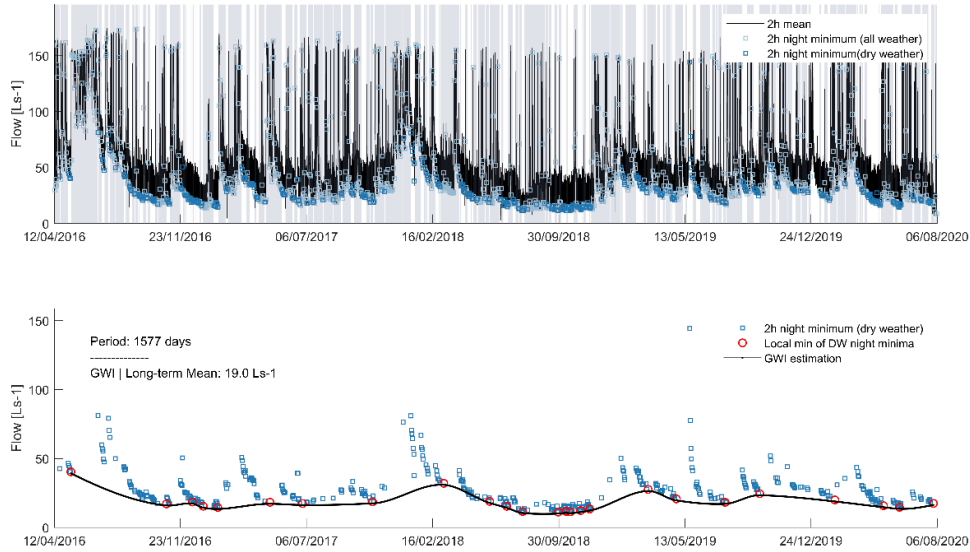 2h mean
2h night minimum (all weather)
2h night minimum(dry weather)
Flow [Ls-1]
150
100
50
0
12/04/2016 23/11/2016 06/07/2017 16/02/2018 30/09/2018 13/05/2019 24/12/2019 06/08/2020
Period: 1577 days
--------------
GWI | Long-term Mean: 19.0 Ls-1
2h night minimum (dry weather)
Local min of DW night minima
GWI estimation
Flow [Ls-1]
150
100
50
0
12/04/2016 23/11/2016 06/07/2017 16/02/2018 30/09/2018 13/05/2019 24/12/2019 06/08/2020